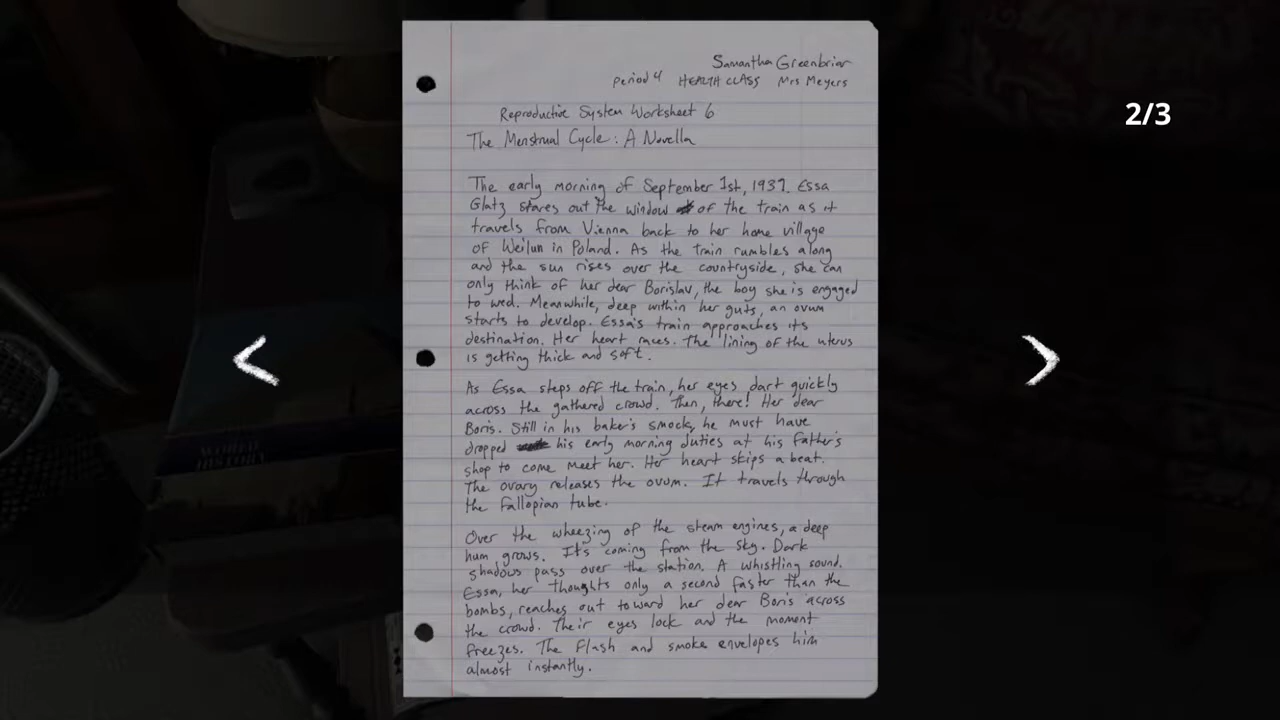 Samantha Greenbriar
period 4 HEALTH CLASS Mrs Meyers
2/3
Reproductive System Worksheet 6
The Menstrual Cycle: A Novella
The early morning of September 1st, 1939. Essa
Glatz stares out the window of the train as it
travels from Vienna back to her home village
of Weilun in Poland. As the train rumbles along
and the sun rises over the countryside, she can
only think of her dear Borislav, the boy she is engaged
to wed. Meanwhile, deep within her guts, an ovum
starts to develop. Essa's train approaches its
destination. Her heart races. The lining of the uterus
is getting thick and soft.
As Essa steps off the train, her eyes dart quickly
across the gathered crowd. Then, there! Her dear
Boris. Still in his baker's smock, he must have
dropped his early morning duties at his father's
shop to come meet her. Her heart skips a beat.
The ovary releases the ovum. It travels through
the fallopian tube.
Over the wheezing of the steam engines, a deep
hum grows. It's coming from the sky. Dark
shadows pass over the station. A whistling sound.
Essa, her thoughts only a second faster than the
bombs, reaches out toward her dear Boris across
the crowd. Their eyes lock and the moment
freezes. The flash and smoke envelopes him
almost instantly.
WORLD
HISTORY